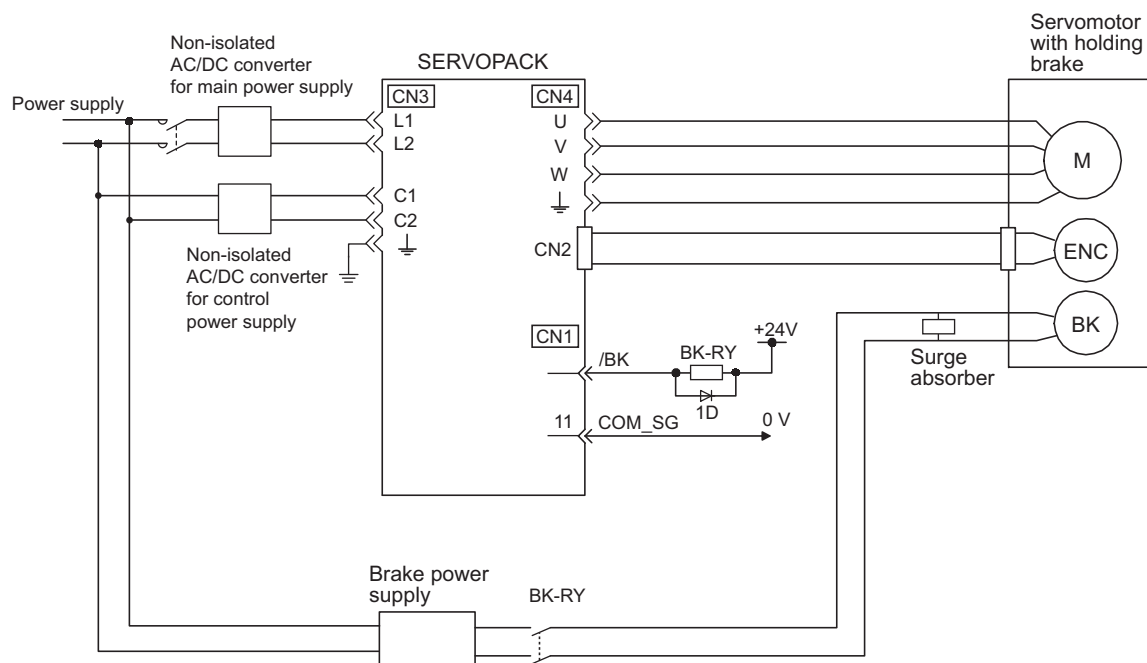 Servomotor
with holding
brake
Non-isolated
AC/DC converter
for main power supply
SERVOPACK
Power supply
CN3
CN4
L1
U
L2
V
M
W
C1
C2
CN2
ENC
Non-isolated
AC/DC converter
for control
power supply
CN1
+24V
BK
/BK
BK-RY
Surge
absorber
1D
11
COM_SG
0 V
Brake power
supply
BK-RY